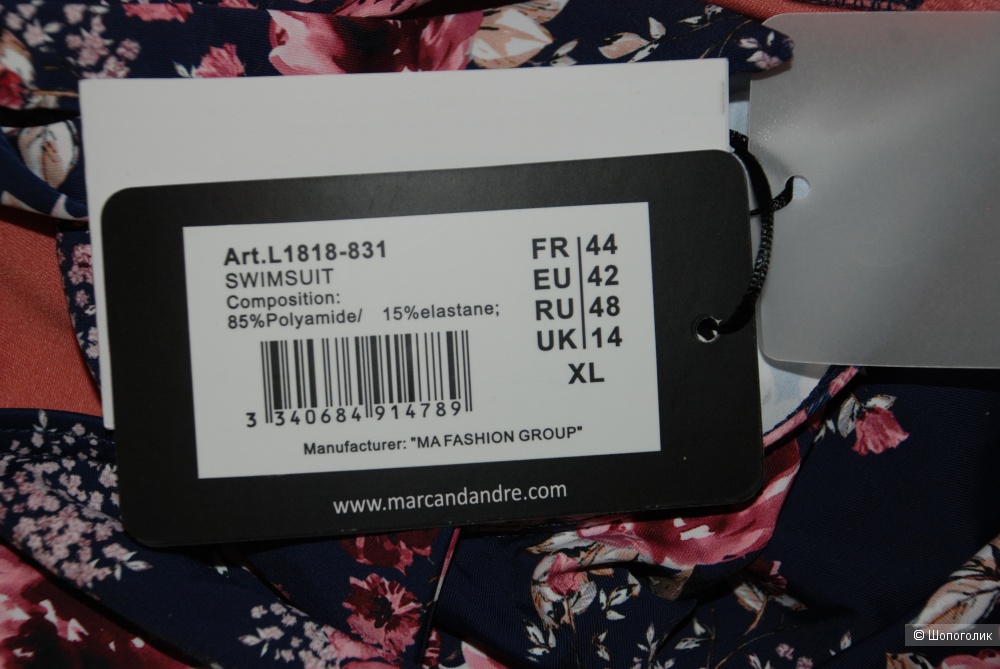 Art.L1818-831
SWIMSUIT
Composition:
85%Polyamide/ 15%elastane;
3 340684 914789
FR 44
EU 42
RU 48
UK 14
XL
Manufacturer: "MA FASHION GROUP"
www.marcandandre.com
© Шопоголик